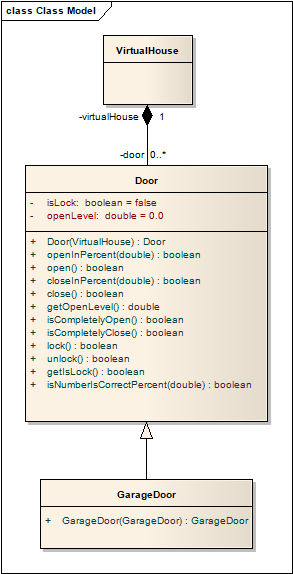 class Class Model
VirtualHouse
-virtualHouse 1
-door 0..*
Door
- isLock: boolean = false
- openLevel: double = 0.0
+ Door(VirtualHouse) : Door
+ openInPercent(double) : boolean
+ open() : boolean
+ closeInPercent(double) : boolean
+ close() : boolean
+ getOpenLevel() : double
+ isCompletelyOpen() : boolean
+ isCompletelyClose() : boolean
+ lock() : boolean
+ unlock() : boolean
+ getIsLock() : boolean
+ isNumberIsCorrectPercent(double) : boolean
GarageDoor
+ GarageDoor(GarageDoor) : GarageDoor